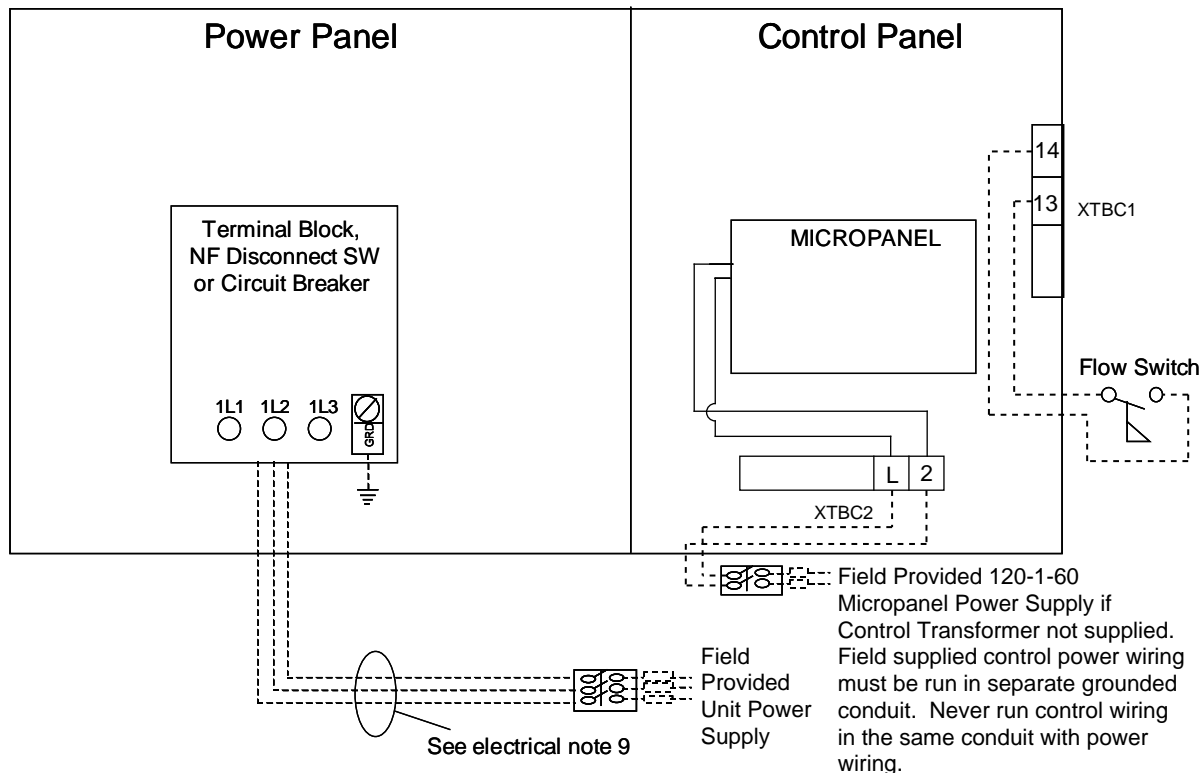 Power Panel
Control Panel
14
13
XTBC1
Terminal Block,
NF Disconnect SW
or Circuit Breaker
MICROPANEL
Flow Switch
1L1 1L2 1L3
GRD
L 2
XTBC2
Field Provided 120-1-60
Micropanel Power Supply if
Control Transformer not supplied.
Field supplied control power wiring
must be run in separate grounded
conduit. Never run control wiring
in the same conduit with power
wiring.
Field
Provided
Unit Power
Supply
See electrical note 9